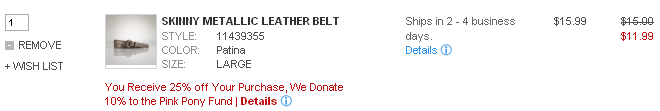 1
REMOVE
+ WISH LIST
SKINNY METALLIC LEATHER BELT
STYLE: 11439355
COLOR: Patina
SIZE: LARGE
You Receive 25% off Your Purchase, We Donate
10% to the Pink Pony Fund | Details
Ships in 2 - 4 business
days.
Details
$15.99
$15.00
$11.99